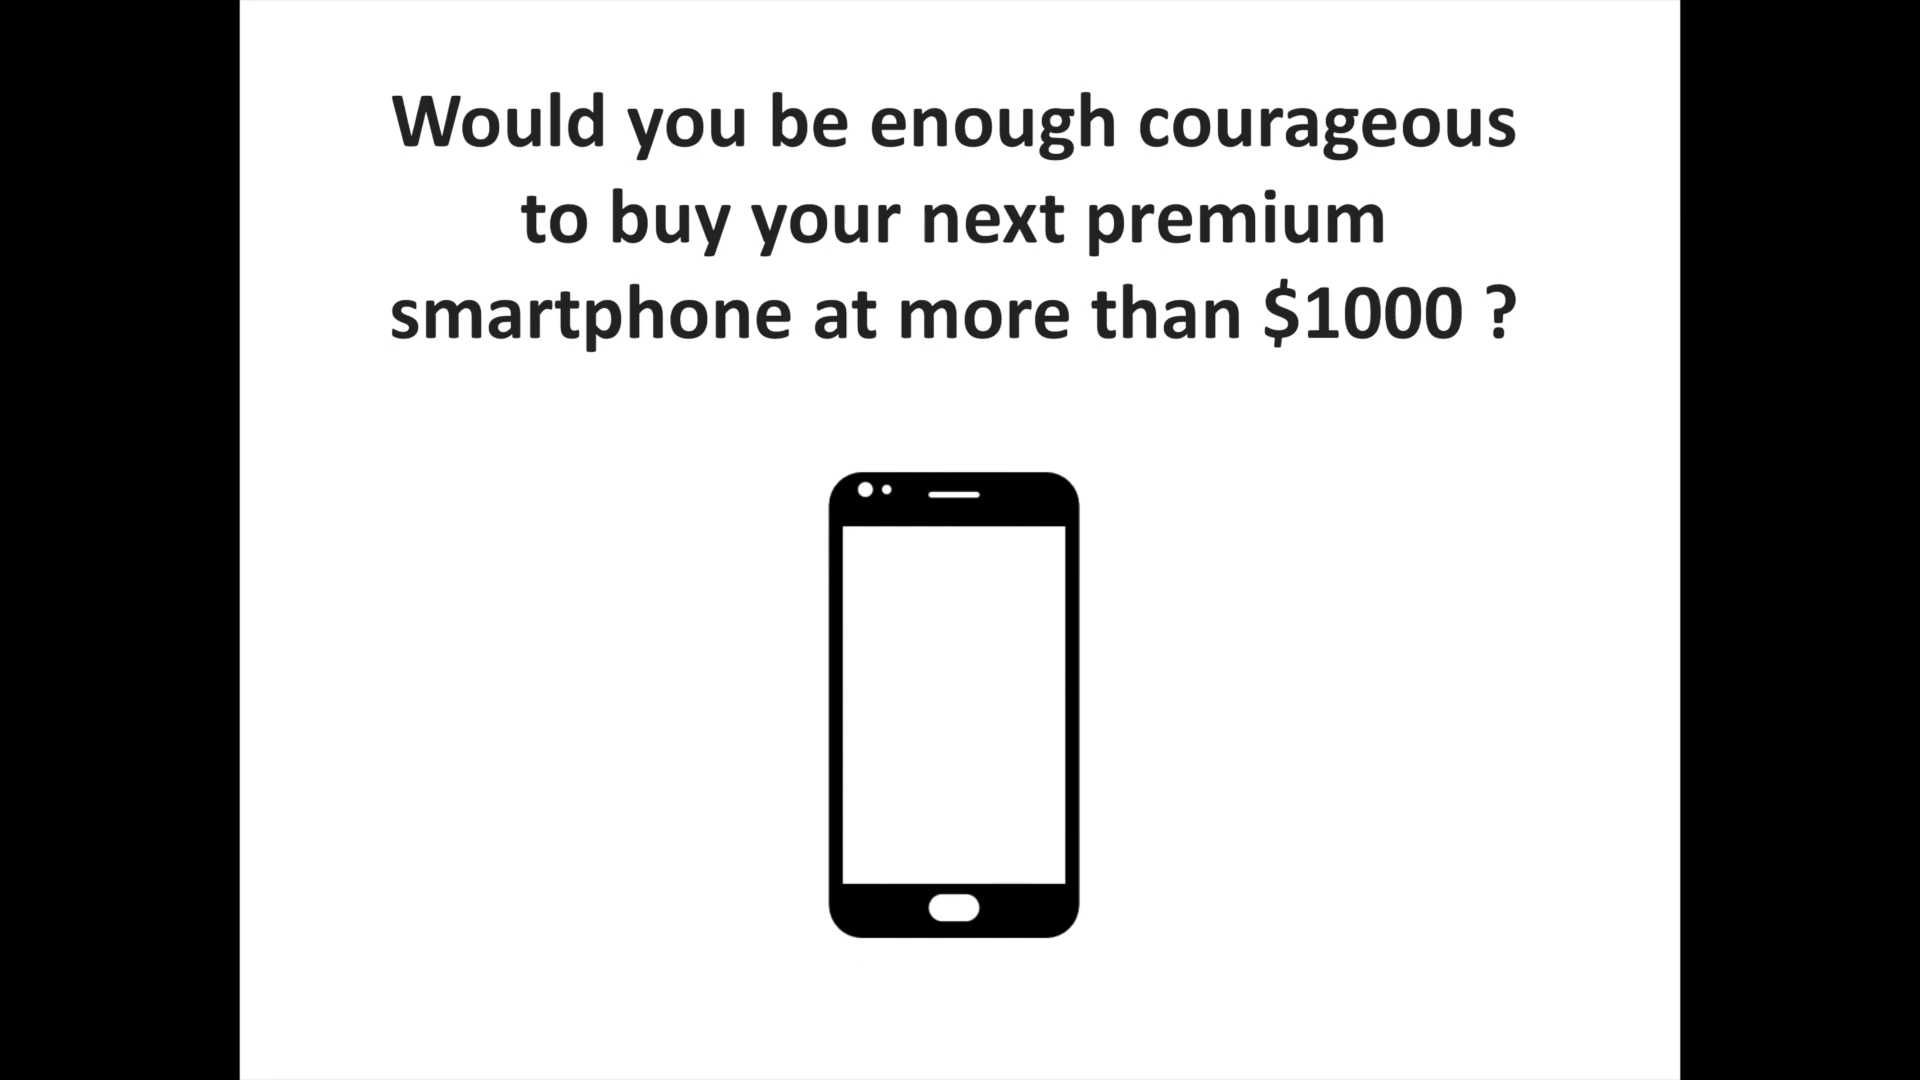 Would you be enough courageous
to buy your next premium
smartphone at more than $1000 ?